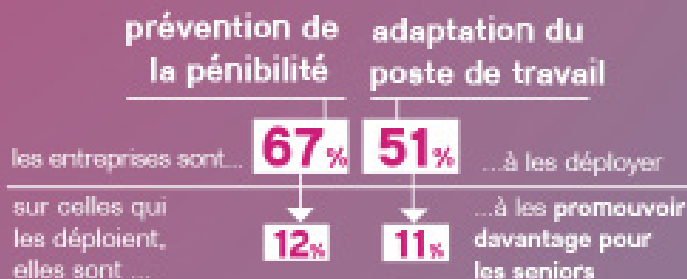 prévention de
la pénibilité
adaptation du
poste de travail
les entreprises sont... 67% 51% ...à les déployer
sur celles qui
les déploient,
elles sont ...
12% 11%
...à les promouvoir
davantage pour
les seniors